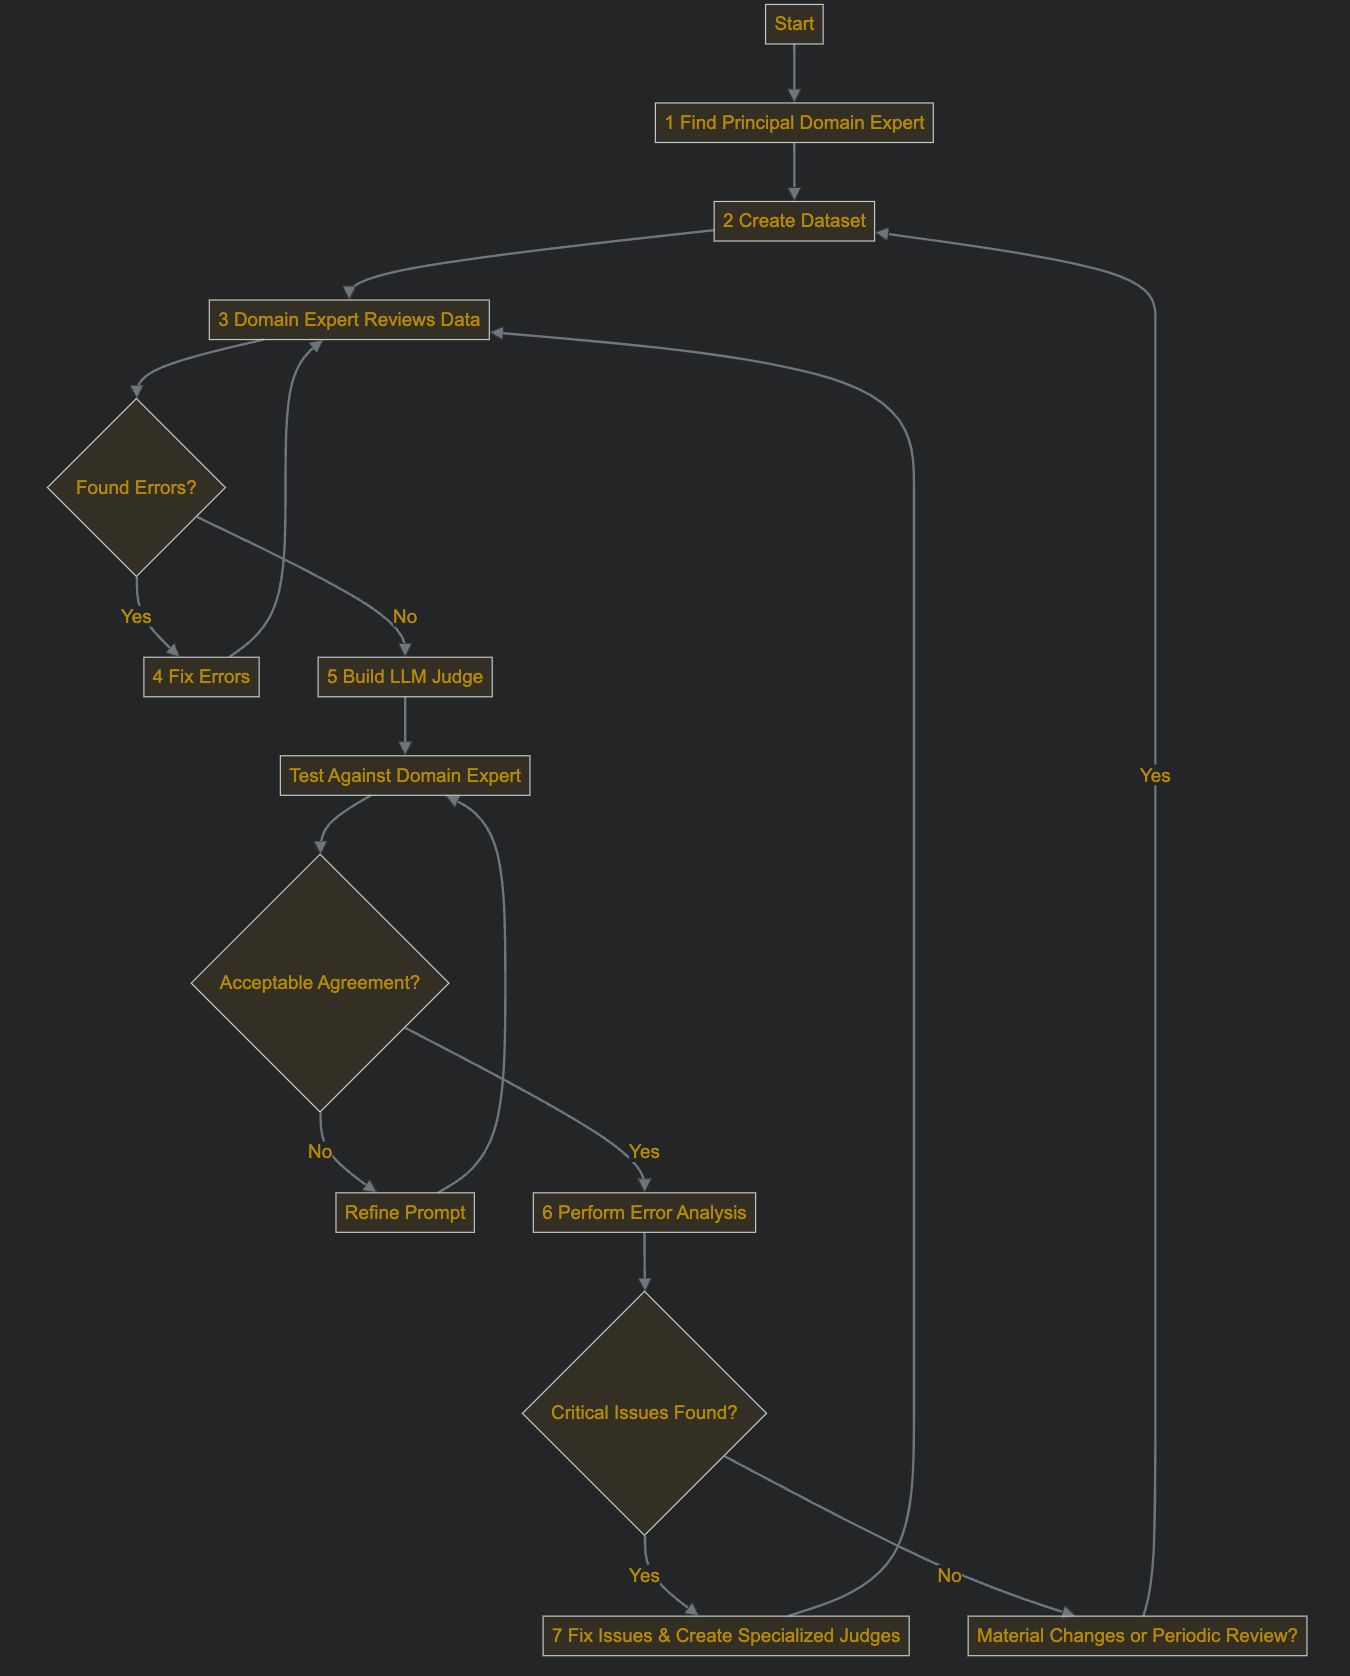 Start
1 Find Principal Domain Expert
2 Create Dataset
3 Domain Expert Reviews Data
Found Errors?
Yes
No
4 Fix Errors
5 Build LLM Judge
Test Against Domain Expert
Yes
Acceptable Agreement?
No
Yes
Refine Prompt
6 Perform Error Analysis
Critical Issues Found?
Yes
No
7 Fix Issues & Create Specialized Judges
Material Changes or Periodic Review?